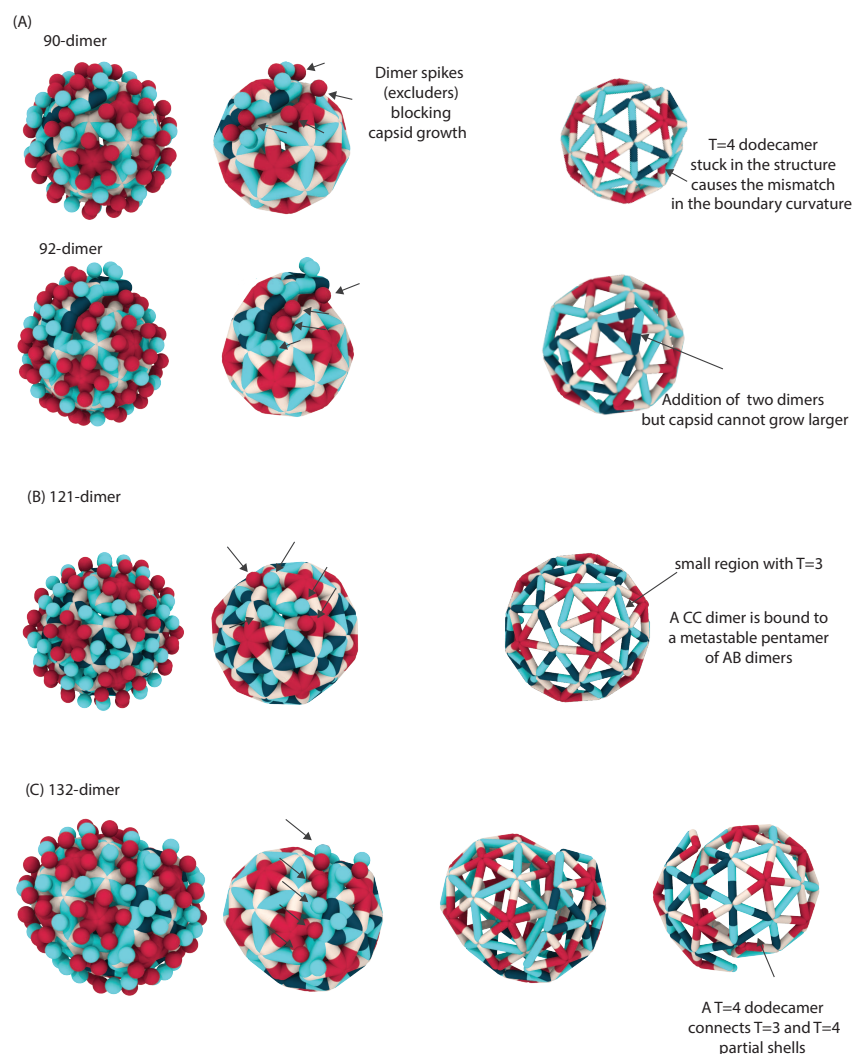 (A)
90-dimer
Dimer spikes
(excluders)
blocking
capsid growth
T=4 dodecamer
stuck in the structure
causes the mismatch
in the boundary curvature
92-dimer
Addition of two dimers
but capsid cannot grow larger
(B) 121-dimer
small region with T=3
A CC dimer is bound to
a metastable pentamer
of AB dimers
(C) 132-dimer
A T=4 dodecamer
connects T=3 and T=4
partial shells